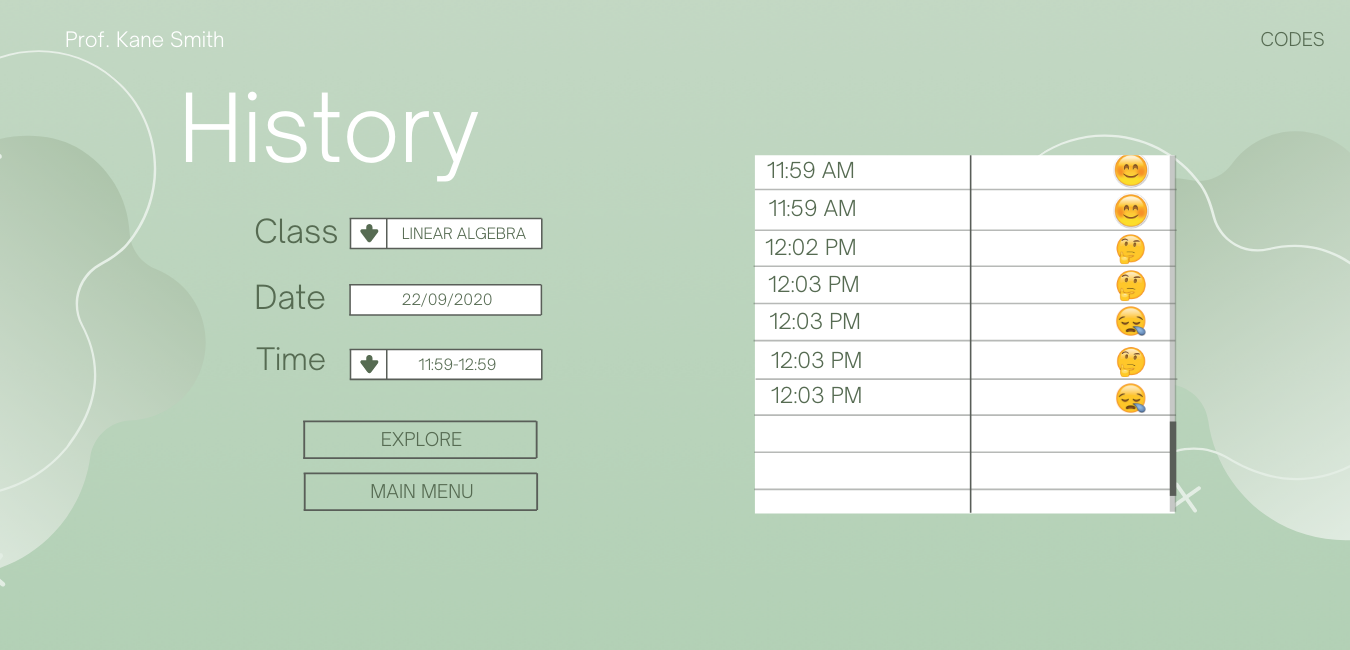 Prof. Kane Smith
CODES
History
Class
LINEAR ALGEBRA
Date
22/09/2020
Time
11:59-12:59
EXPLORE
MAIN MENU
11:59 AM
11:59 AM
12:02 PM
12:03 PM
12:03 PM
12:03 PM
12:03 PM